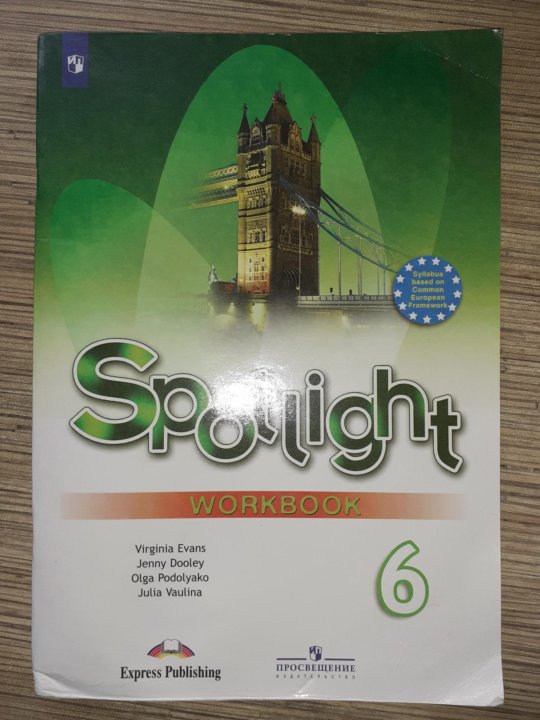 Syllabus
based on
Common
European
Framework
Spotlight
WORKBOOK
Virginia Evans
Jenny Dooley
Olga Podolyako
Julia Vaulina
6
Express Publishing
ПРОСВЕЩЕНИЕ
ИЗДАТЕЛЬСТВО